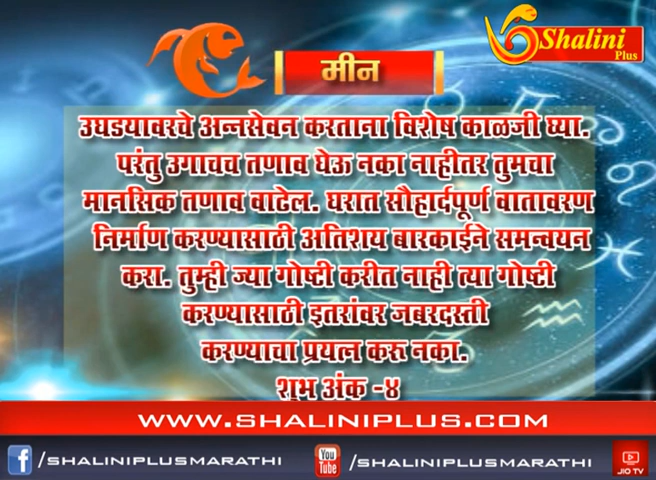 Shalini
Plus
मीन
उघडयावरचे अन्नसेवन करताना विशेष काळजी घ्या.
परंतु उगाचच तणाव घेऊ नका नाहीतर तुमचा
मानसिक तणाव वाटेल. घरात सौहार्दपूर्ण वातावरण
निर्माण करण्यासाठी अतिशय बारकाईने समन्वयन
करा. तुम्ही ज्या गोष्टी करीत नाही त्या गोष्टी
करण्यासाठी इतरांवर जबरदस्ती
करण्याचा प्रयत्न करू नका.
शुभ अंक -४
WWW.SHALINIPLUS.COM
f /SHALINIPLUSMARATHI
You Tube /SHALINIPLUSMARATHI
JIO TV